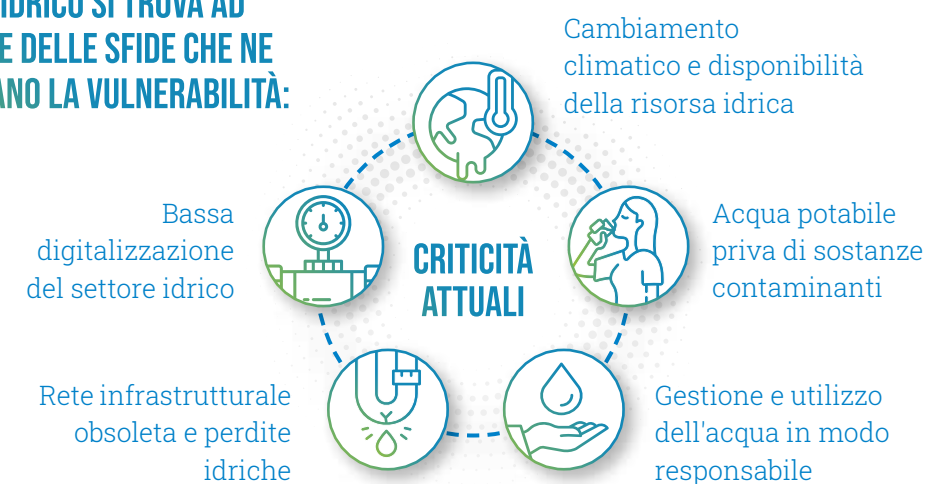 IDRICO SI TROVA AD
E DELLE SFIDE CHE NE
ANO LA VULNERABILITÀ:
Cambiamento
climatico e disponibilità
della risorsa idrica
Bassa
digitalizzazione
del settore idrico
CRITICITÀ
ATTUALI
Acqua potabile
priva di sostanze
contaminanti
Rete infrastrutturale
obsoleta e perdite
idriche
Gestione e utilizzo
dell'acqua in modo
responsabile